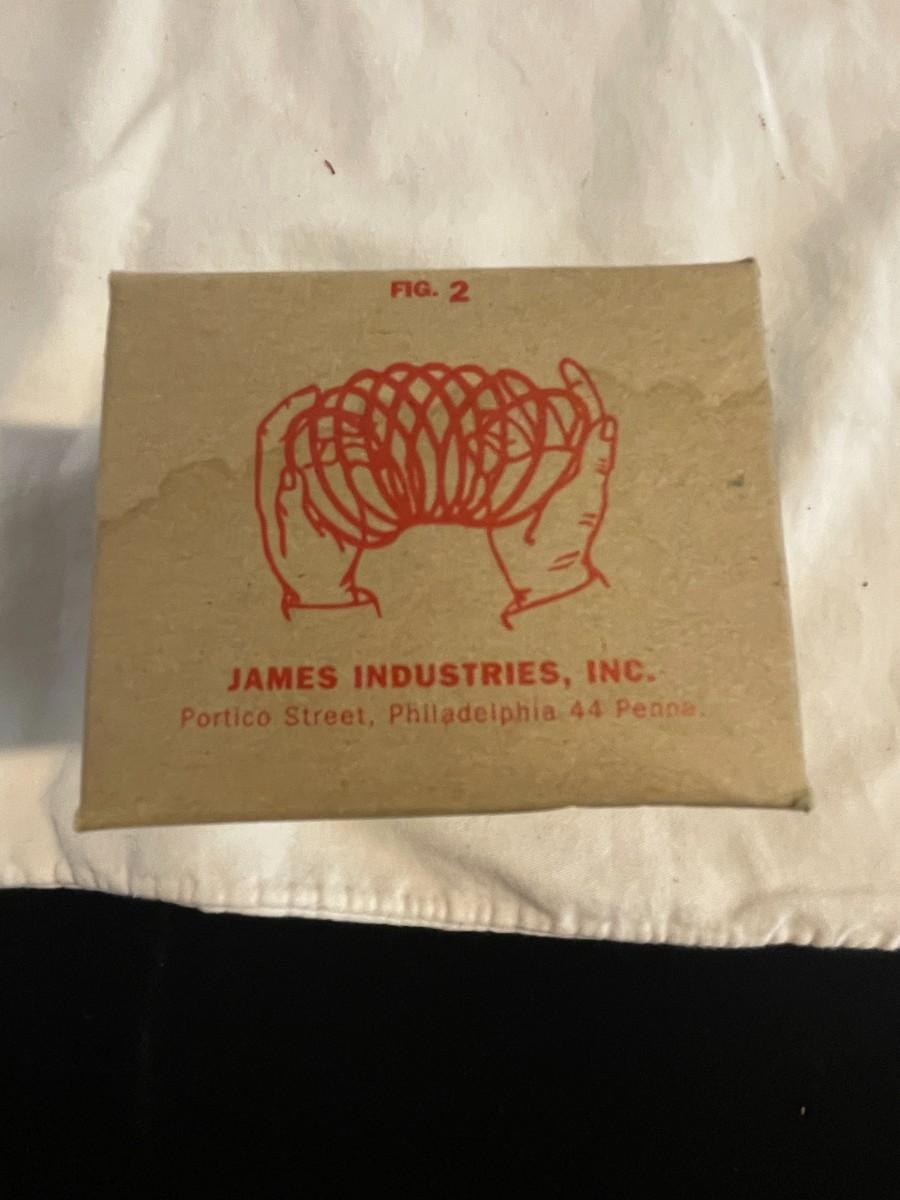 FIG. 2
JAMES INDUSTRIES, INC.
Portico Street, Philadelphia 44 Penna.